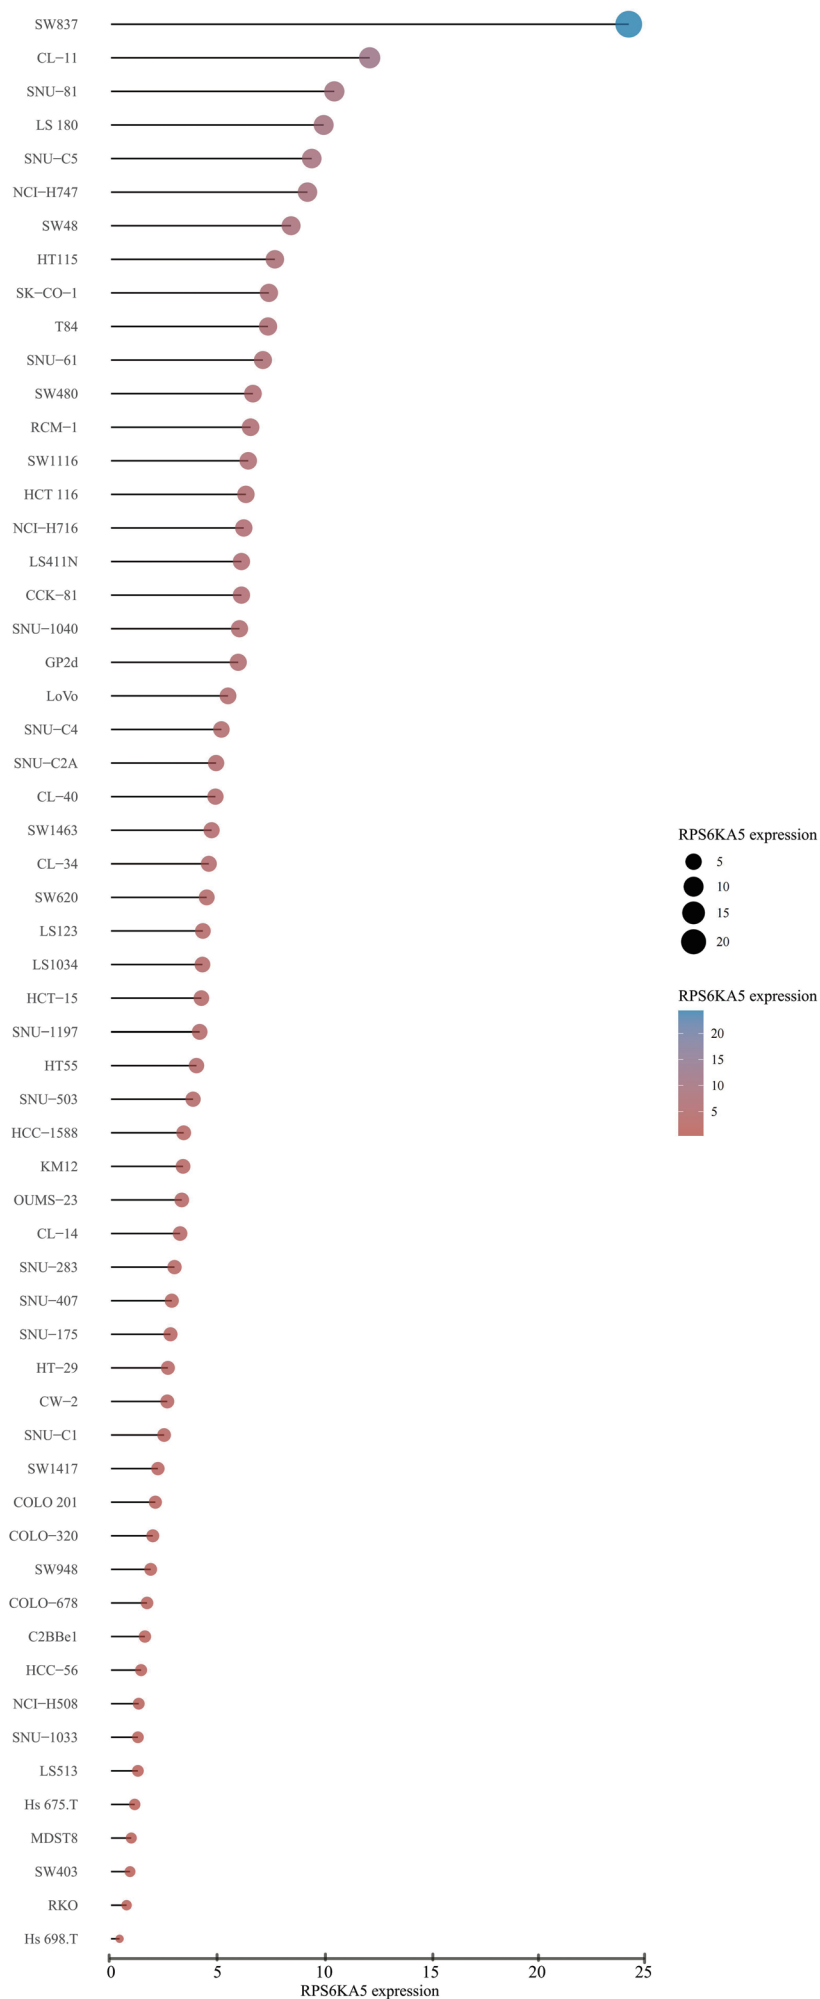 SW837
CL−11
SNU−81
LS 180
SNU−C5
NCI−H747
SW48
HT115
SK−CO−1
T84
SNU−61
SW480
RCM−1
SW1116
HCT 116
NCI−H716
LS411N
CCK−81
SNU−1040
GP2d
LoVo
SNU−C4
SNU−C2A
CL−40
SW1463
CL−34
SW620
LS123
LS1034
HCT−15
SNU−1197
HT55
SNU−503
HCC−1588
KM12
OUMS−23
CL−14
SNU−283
SNU−407
SNU−175
HT−29
CW−2
SNU−C1
SW1417
COLO 201
COLO−320
SW948
COLO−678
C2BBe1
HCC−56
NCI−H508
SNU−1033
LS513
Hs 675.T
MDST8
SW403
RKO
Hs 698.T
0 5 10 15 20 25
RPS6KA5 expression
RPS6KA5 expression
5
10
15
20
RPS6KA5 expression
20
15
10
5